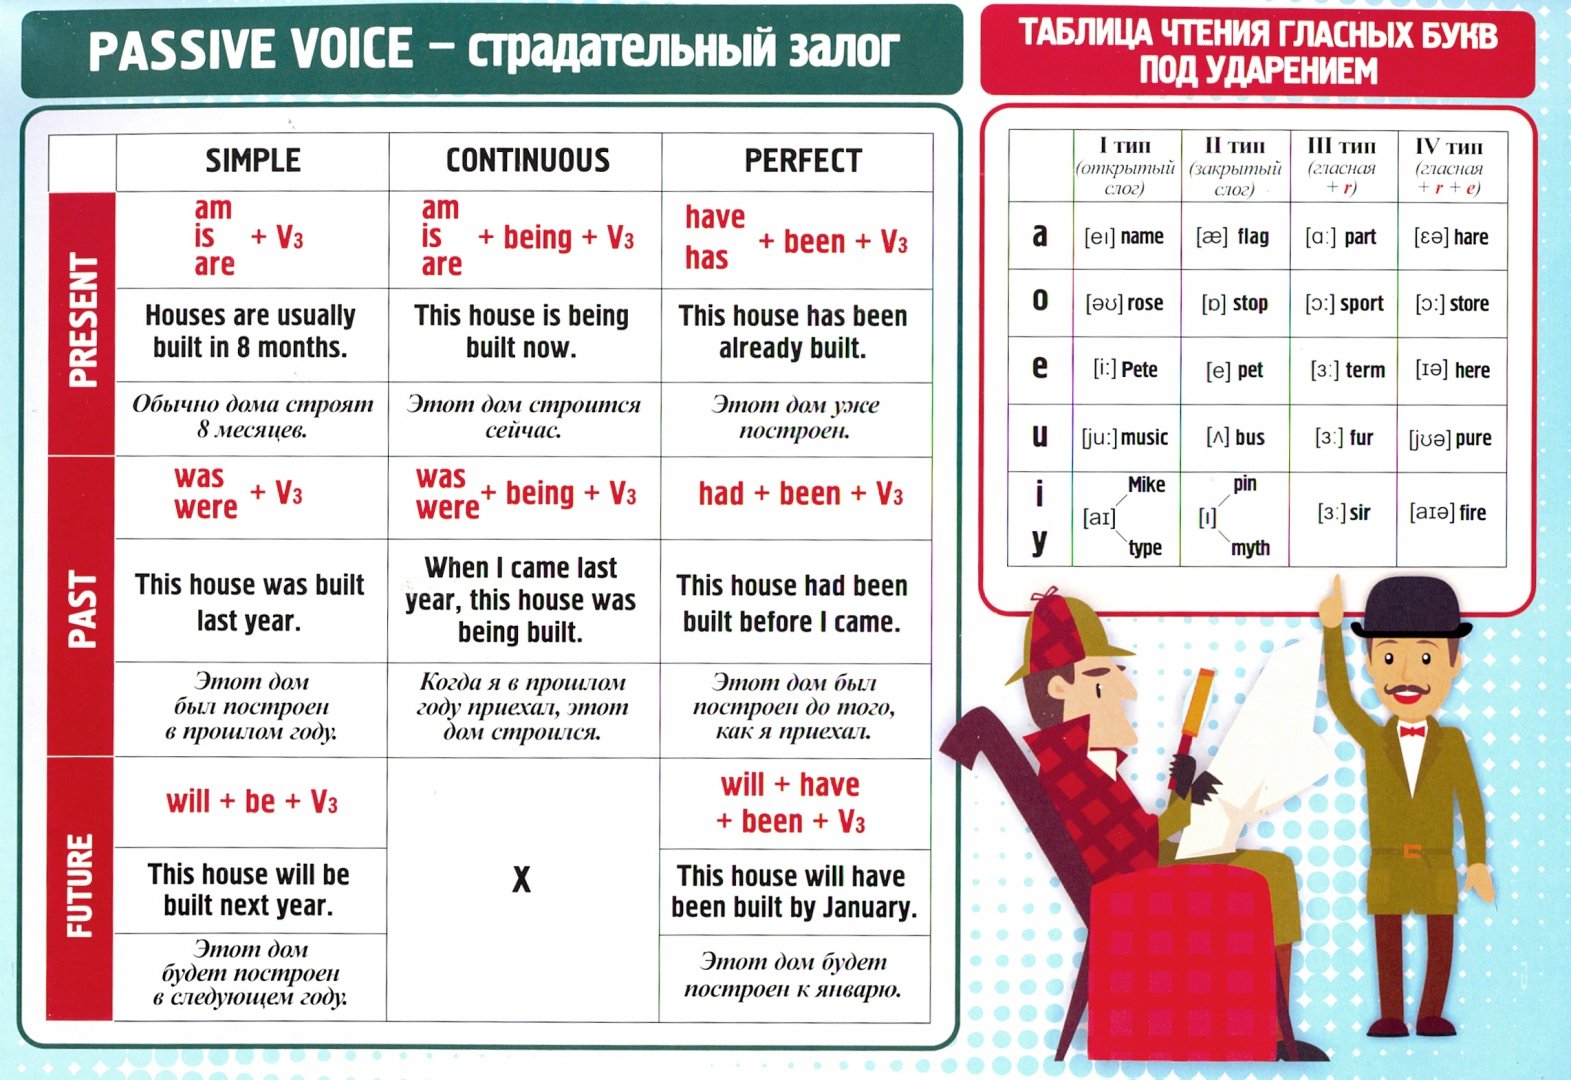 PASSIVE VOICE – страдательный залог
SIMPLE
CONTINUOUS
PERFECT
PRESENT
am
is + V3
are
am
is + being + V3
are
have
has + been + V3
Houses are usually
built in 8 months.
This house is being
built now.
This house has been
already built.
Обычно дома строят
8 месяцев.
Этот дом строится
сейчас.
Этот дом уже
построен.
PAST
was
were + V3
was
were + being + V3
had + been + V3
This house was built
last year.
When I came last
year, this house was
being built.
This house had been
built before I came.
Этот дом
был построен
в прошлом году.
Когда я в прошлом
году приехал, этот
дом строился.
Этот дом был
построен до того,
как я приехал.
FUTURE
will + be + V3
X
will + have
+ been + V3
This house will be
built next year.
This house will have
been built by January.
Этот дом
будет построен
в следующем году.
Этот дом будет
построен к январю.
ТАБЛИЦА ЧТЕНИЯ ГЛАСНЫХ БУКВ
ПОД УДАРЕНИЕМ
I тип
(открытый
слог)
II тип
(закрытый
слог)
III тип
(гласная
+ r)
IV тип
(гласная
+ r + e)
a [eı] name [æ] flag [ɑː] part [ɛə] hare
o [əʊ] rose [ɒ] stop [ɔː] sport [ɔː] store
e [iː] Pete [e] pet [ɜː] term [ɪə] here
u [juː] music [ʌ] bus [ɜː] fur [jʊə] pure
i
y
[aɪ] Mike
type
[ı] pin
myth
[ɜː] sir
[aɪə] fire